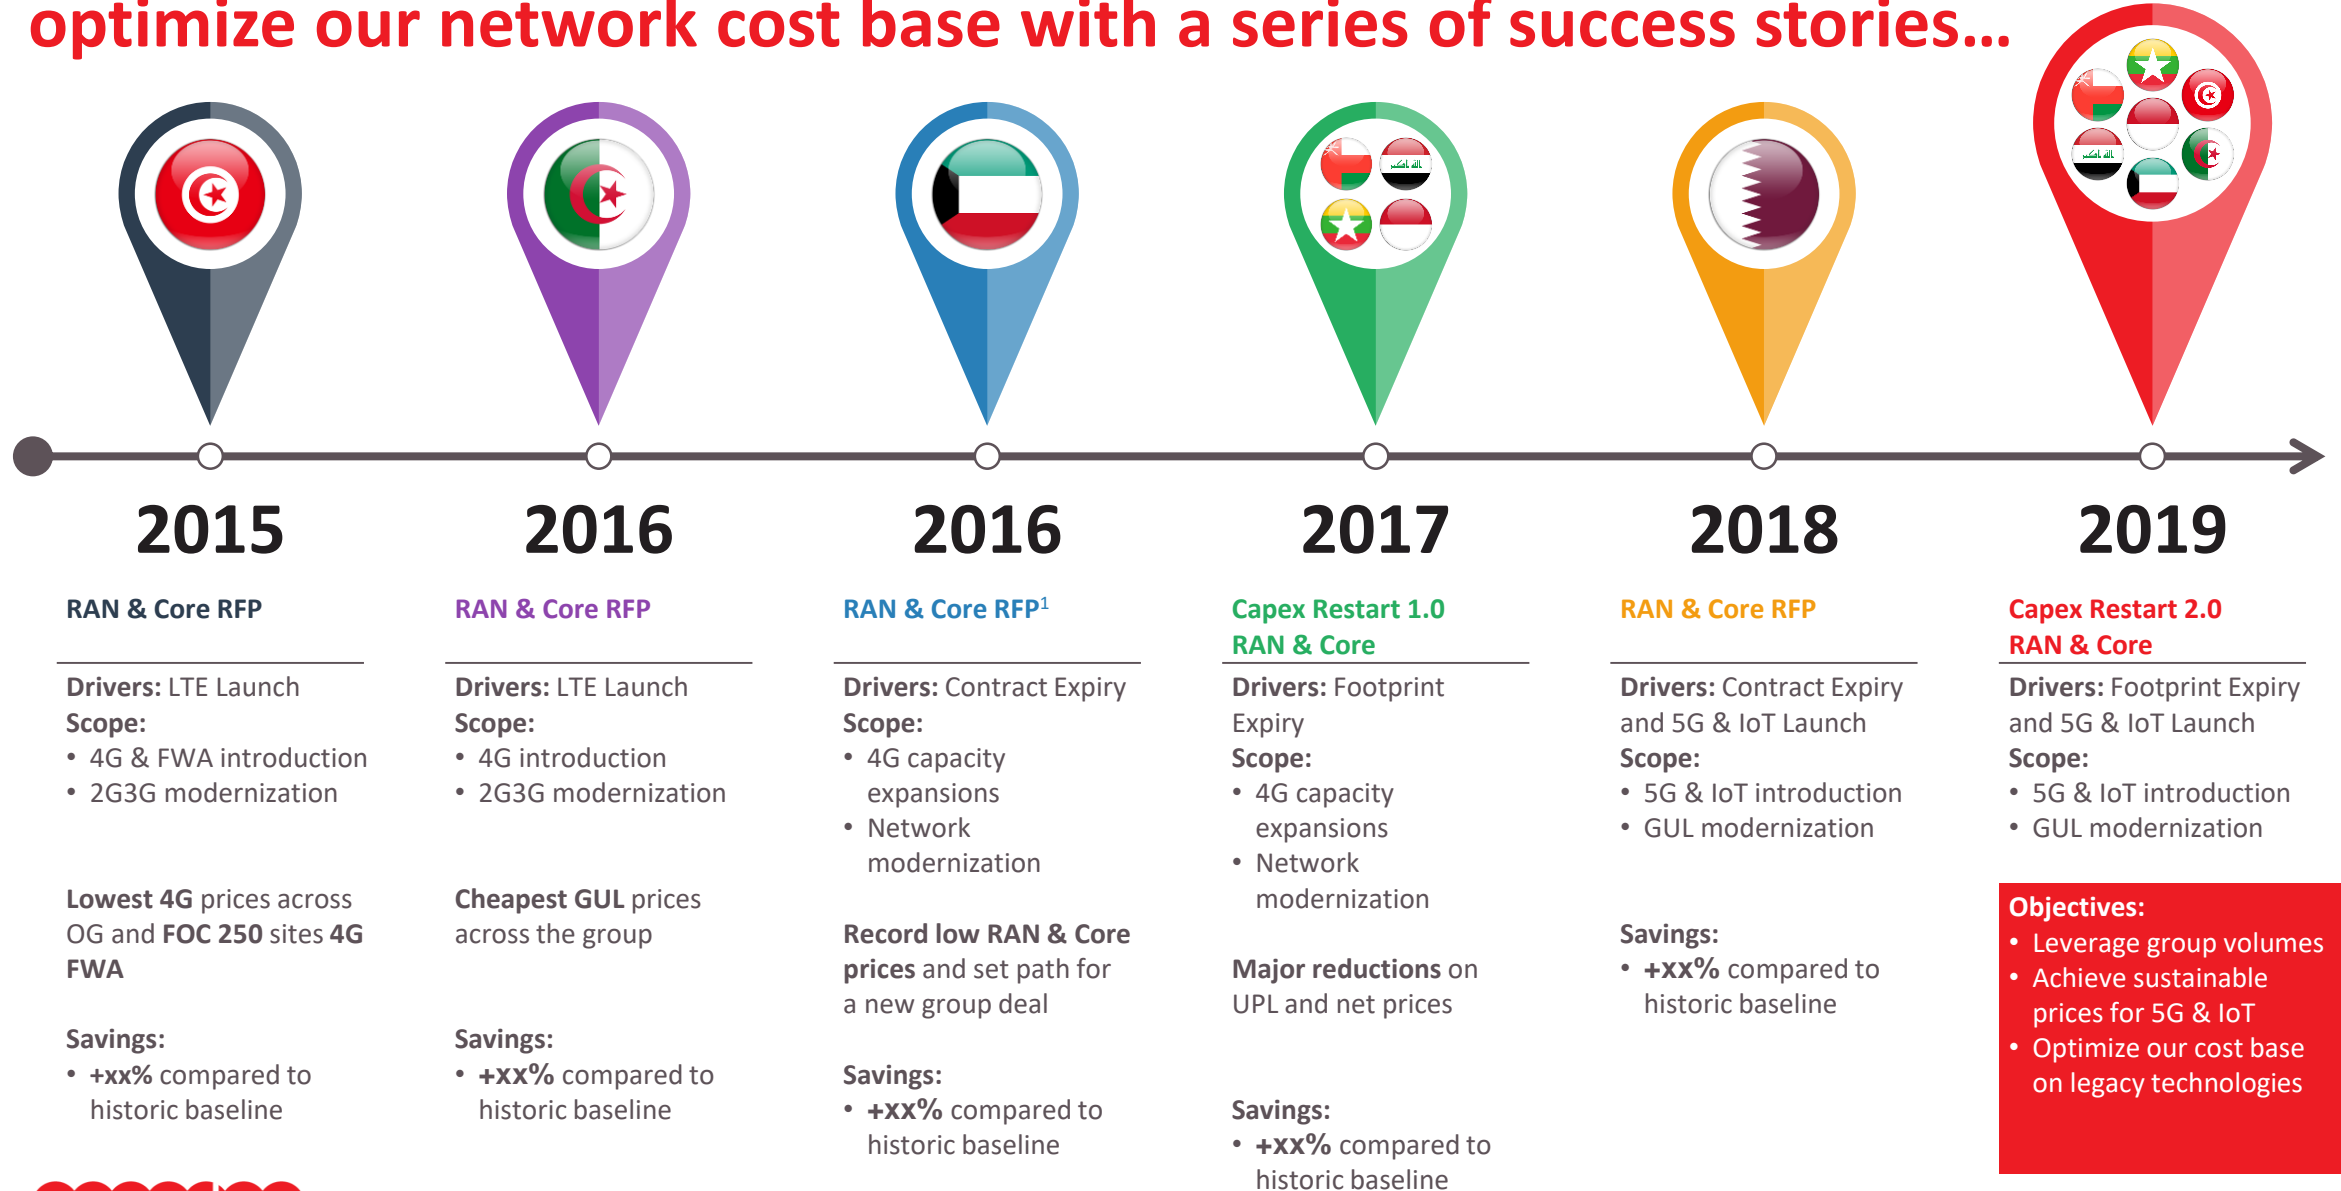 optimize our network cost base with a series of success stories...
2015
RAN & Core RFP
Drivers: LTE Launch
Scope:
• 4G & FWA introduction
• 2G3G modernization
Lowest 4G prices across
OG and FOC 250 sites 4G
FWA
Savings:
• +xx% compared to
historic baseline
2016
RAN & Core RFP
Drivers: LTE Launch
Scope:
• 4G introduction
• 2G3G modernization
Cheapest GUL prices
across the group
Savings:
• +xx% compared to
historic baseline
2016
RAN & Core RFP1
Drivers: Contract Expiry
Scope:
• 4G capacity
expansions
• Network
modernization
Record low RAN & Core
prices and set path for
a new group deal
Savings:
• +xx% compared to
historic baseline
2017
Capex Restart 1.0
RAN & Core
Drivers: Footprint
Expiry
Scope:
• 4G capacity
expansions
• Network
modernization
Major reductions on
UPL and net prices
Savings:
• +xx% compared to
historic baseline
2018
RAN & Core RFP
Drivers: Contract Expiry
and 5G & IoT Launch
Scope:
• 5G & IoT introduction
• GUL modernization
Savings:
• +xx% compared to
historic baseline
2019
Capex Restart 2.0
RAN & Core
Drivers: Footprint Expiry
and 5G & IoT Launch
Scope:
• 5G & IoT introduction
• GUL modernization
Objectives:
• Leverage group volumes
• Achieve sustainable
prices for 5G & IoT
• Optimize our cost base
on legacy technologies